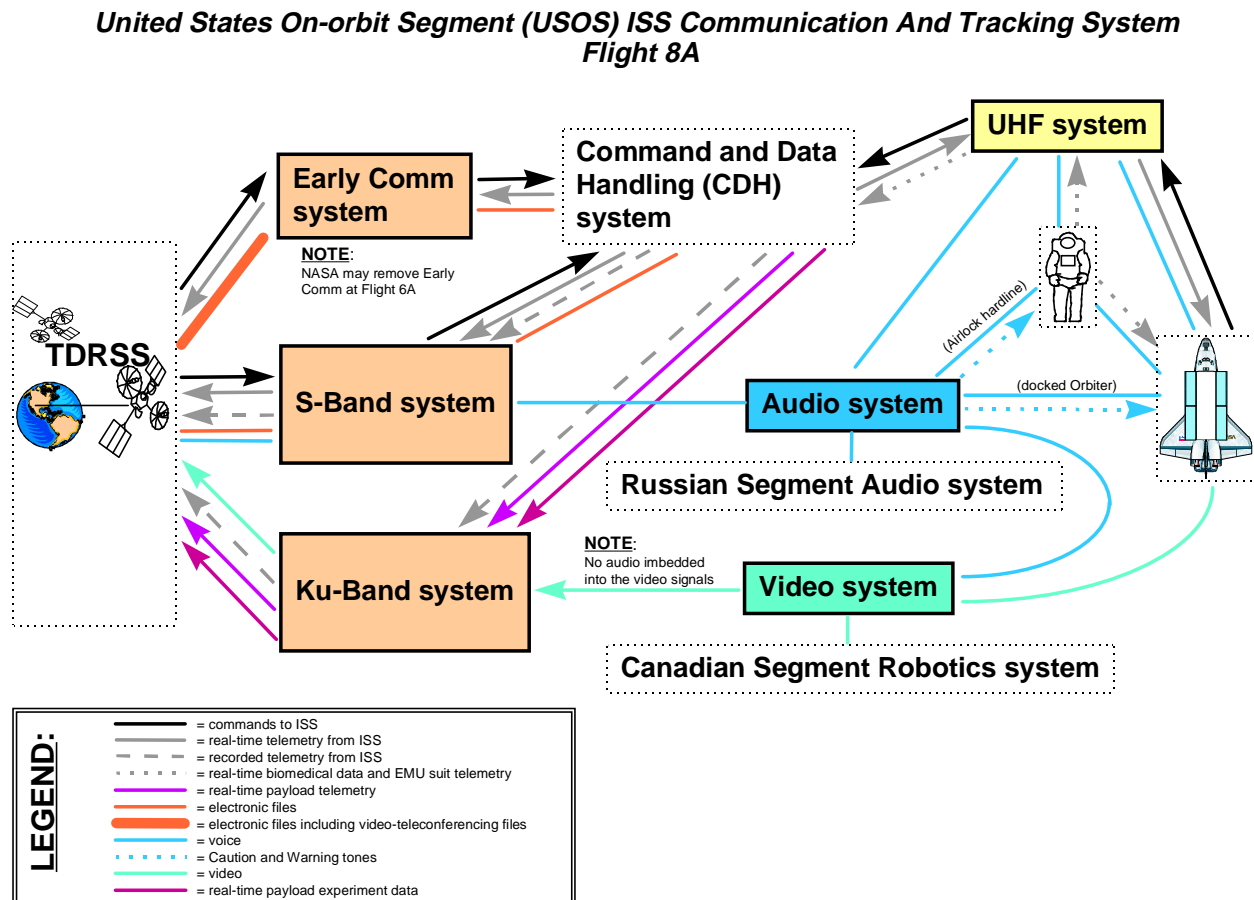 United States On-orbit Segment (USOS) ISS Communication And Tracking System
Flight 8A
UHF system
Command and Data
Handling (CDH)
system
Early Comm
system
NOTE:
NASA may remove Early
Comm at Flight 6A
(Airlock hardline)
TDRSS
S-Band system
Audio system
(docked Orbiter)
Russian Segment Audio system
Ku-Band system
NOTE:
No audio imbedded
into the video signals
Video system
Canadian Segment Robotics system
LEGEND:
= commands to ISS
= real-time telemetry from ISS
= recorded telemetry from ISS
= real-time biomedical data and EMU suit telemetry
= real-time payload telemetry
= electronic files
= electronic files including video-teleconferencing files
= voice
= Caution and Warning tones
= video
= real-time payload experiment data